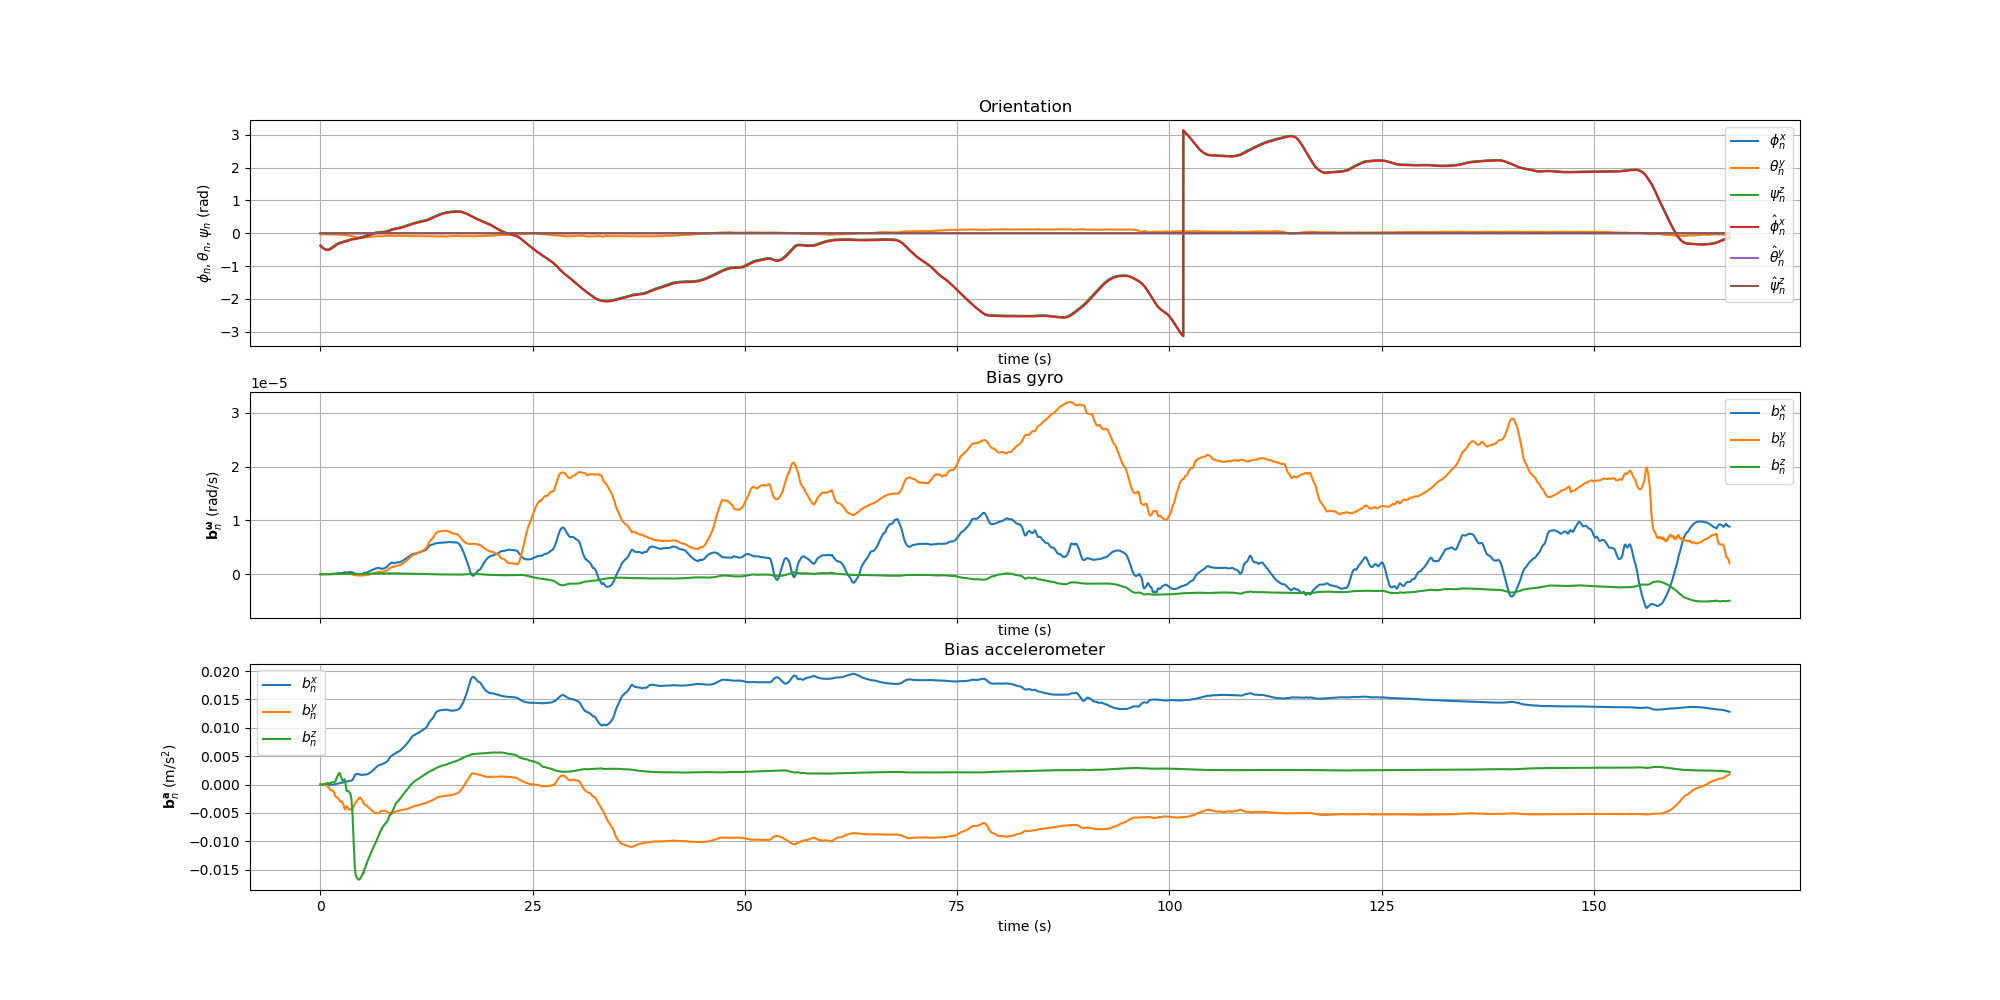 Orientation
3
2
1
0
−1
−2
−3
ϕₙ, θₙ, ψₙ (rad)
ϕₙˣ
θₙʸ
ψₙᶻ
ϕ̂ₙˣ
θ̂ₙʸ
ψ̂ₙᶻ
time (s)
Bias gyro
1e−5
3
2
1
0
𝐛ₙ^𝛚 (rad/s)
bₙˣ
bₙʸ
bₙᶻ
time (s)
Bias accelerometer
0.020
0.015
0.010
0.005
0.000
−0.005
−0.010
−0.015
𝐛ₙ^𝐚 (m/s²)
bₙˣ
bₙʸ
bₙᶻ
0 25 50 75 100 125 150
time (s)